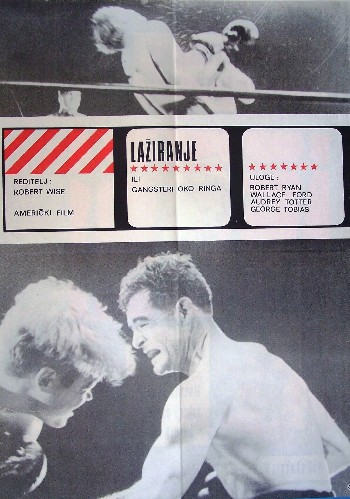 LAŽIRANJE
ILI
GANGSTERI OKO RINGA
REDITELJ:
ROBERT WISE
AMERIČKI FILM
ULOGE:
ROBERT RYAN
WALLACE FORD
AUDREY TOTTER
GEORGE TOBIAS